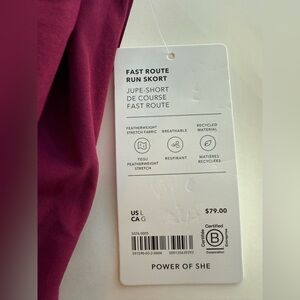 FAST ROUTE
RUN SKORT
JUPE-SHORT
DE COURSE
FAST ROUTE
FEATHERWEIGHT
STRETCH FABRIC
BREATHABLE
RECYCLED
MATERIAL
TISSU
FEATHERWEIGHT
STRETCH
RESPIRANT
MATIÈRES
RECYCLÉES
US L
CA G
$79.00
Certified
B
Corporation
POWER OF SHE